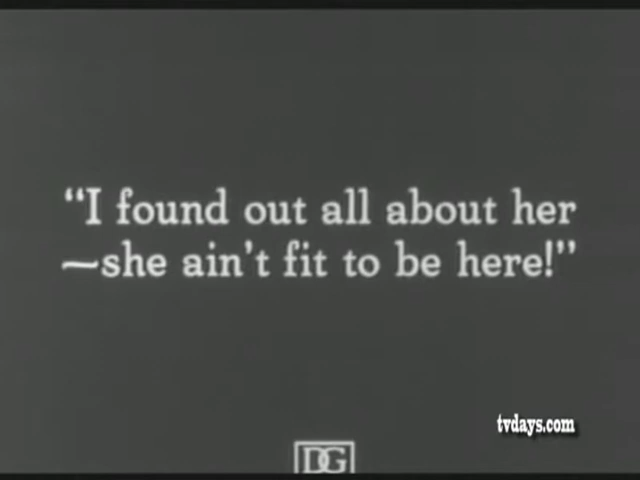 “I found out all about her
—she ain't fit to be here!”
tvdays.com
DG